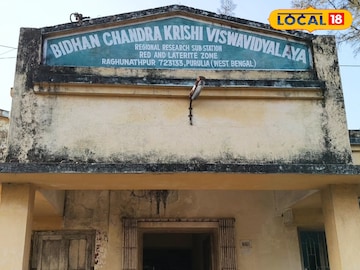 LOCAL 18
BIDHAN CHANDRA KRISHI VISWAVIDYALAYA
REGIONAL RESEARCH SUB-STATION
RED AND LATERITE ZONE
RAGHUNATHPUR 723133, PURULIA (WEST BENGAL)